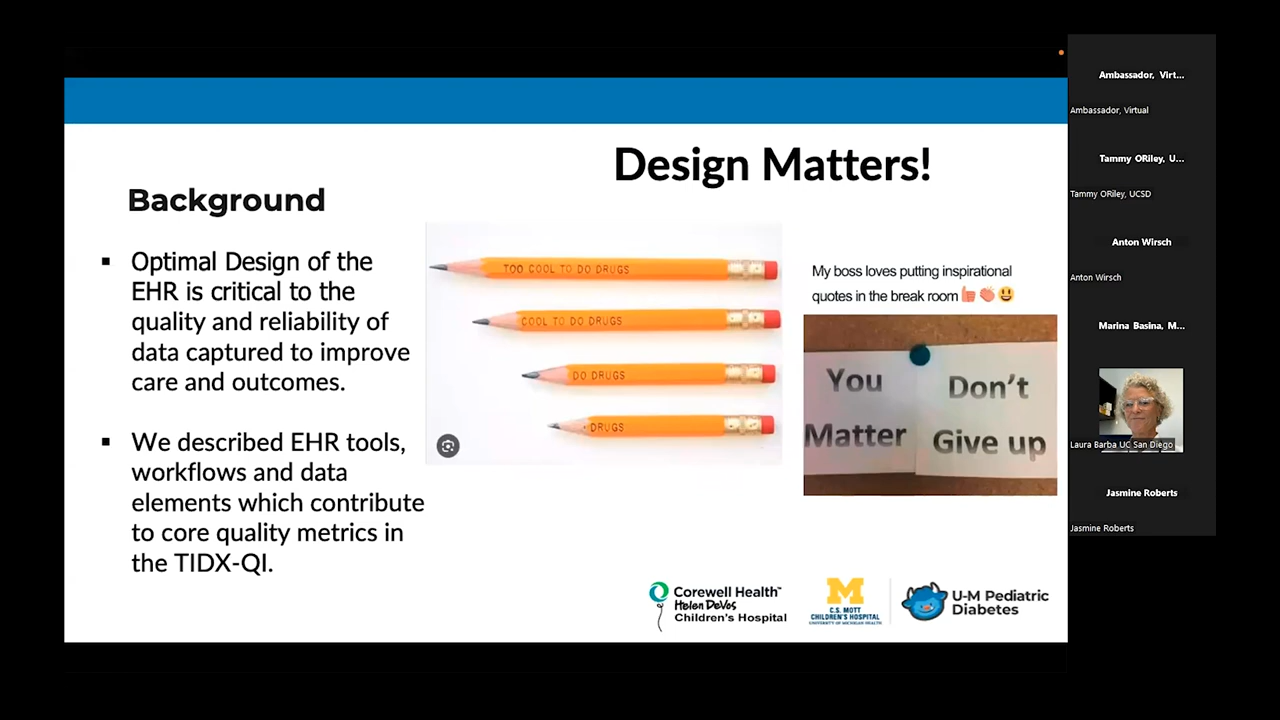 Design Matters!
Background
▪ Optimal Design of the
EHR is critical to the
quality and reliability of
data captured to improve
care and outcomes.
▪ We described EHR tools,
workflows and data
elements which contribute
to core quality metrics in
the TIDX-QI.
TOO COOL TO DO DRUGS
COOL TO DO DRUGS
DO DRUGS
DRUGS
My boss loves putting inspirational
quotes in the break room👍👏😃
You
Matter
Don’t
Give up
Corewell Health™
Helen DeVos
Children’s Hospital
M
C.S. MOTT
CHILDREN'S HOSPITAL
UNIVERSITY OF MICHIGAN HEALTH
U-M Pediatric
Diabetes
Ambassador, Virt...
Ambassador, Virtual
Tammy ORiley, U...
Tammy ORiley, UCSD
Anton Wirsch
Anton Wirsch
Marina Basina, M...
Laura Barba UC San Diego
Jasmine Roberts
Jasmine Roberts